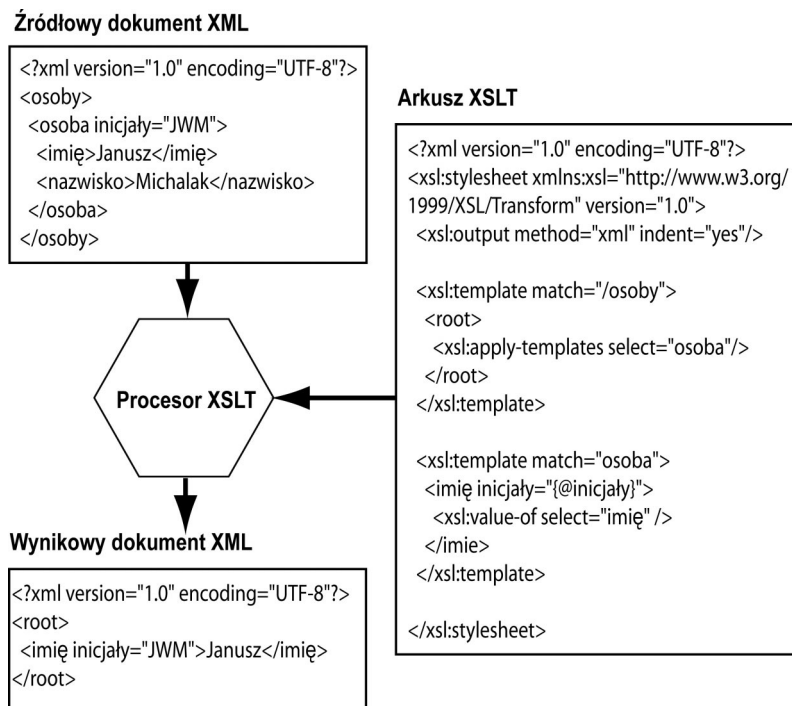 Źródłowy dokument XML
<?xml version="1.0" encoding="UTF-8"?>
<osoby>
<osoba inicjały="JWM">
<imię>Janusz</imię>
<nazwisko>Michalak</nazwisko>
</osoba>
</osoby>
Arkusz XSLT
<?xml version="1.0" encoding="UTF-8"?>
<xsl:stylesheet xmlns:xsl="http://www.w3.org/
1999/XSL/Transform" version="1.0">
<xsl:output method="xml" indent="yes"/>
<xsl:template match="/osoby">
<root>
<xsl:apply-templates select="osoba"/>
</root>
</xsl:template>
<xsl:template match="osoba">
<imię inicjały="{@inicjały}">
<xsl:value-of select="imię" />
</imie>
</xsl:template>
</xsl:stylesheet>
Procesor XSLT
Wynikowy dokument XML
<?xml version="1.0" encoding="UTF-8"?>
<root>
<imię inicjały="JWM">Janusz</imię>
</root>